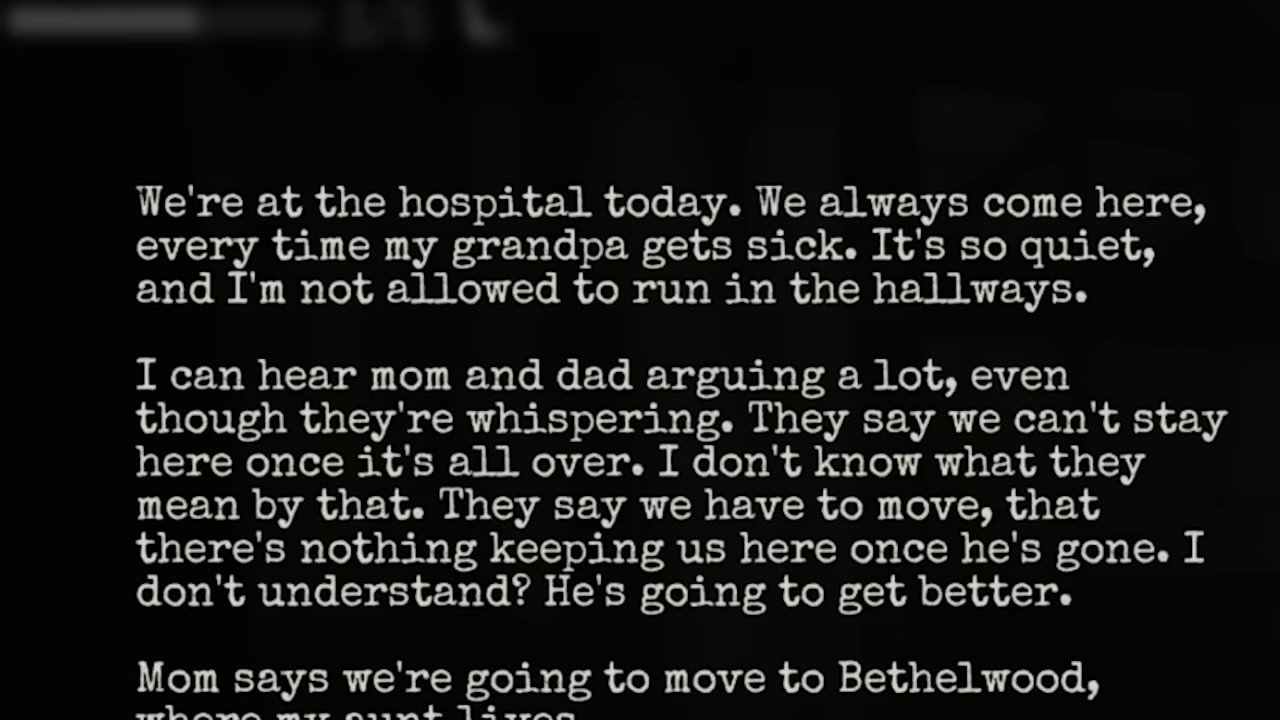 We're at the hospital today. We always come here,
every time my grandpa gets sick. It's so quiet,
and I'm not allowed to run in the hallways.
I can hear mom and dad arguing a lot, even
though they're whispering. They say we can't stay
here once it's all over. I don't know what they
mean by that. They say we have to move, that
there's nothing keeping us here once he's gone. I
don't understand? He's going to get better.
Mom says we're going to move to Bethelwood,
where my aunt lives.